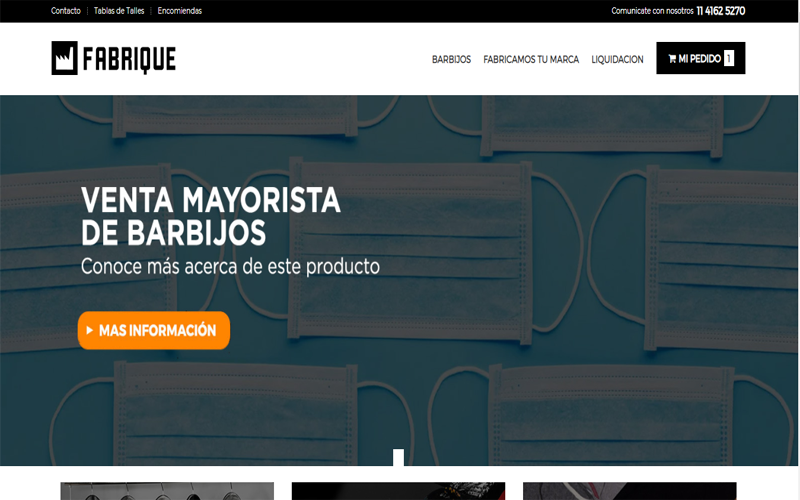 Contacto
Tablas de Talles
Encomiendas
Comunicate con nosotros 11 4162 5270
FABRIQUE
BARBIJOS
FABRICAMOS TU MARCA
LIQUIDACION
MI PEDIDO 1
VENTA MAYORISTA
DE BARBIJOS
Conoce más acerca de este producto
MAS INFORMACIÓN